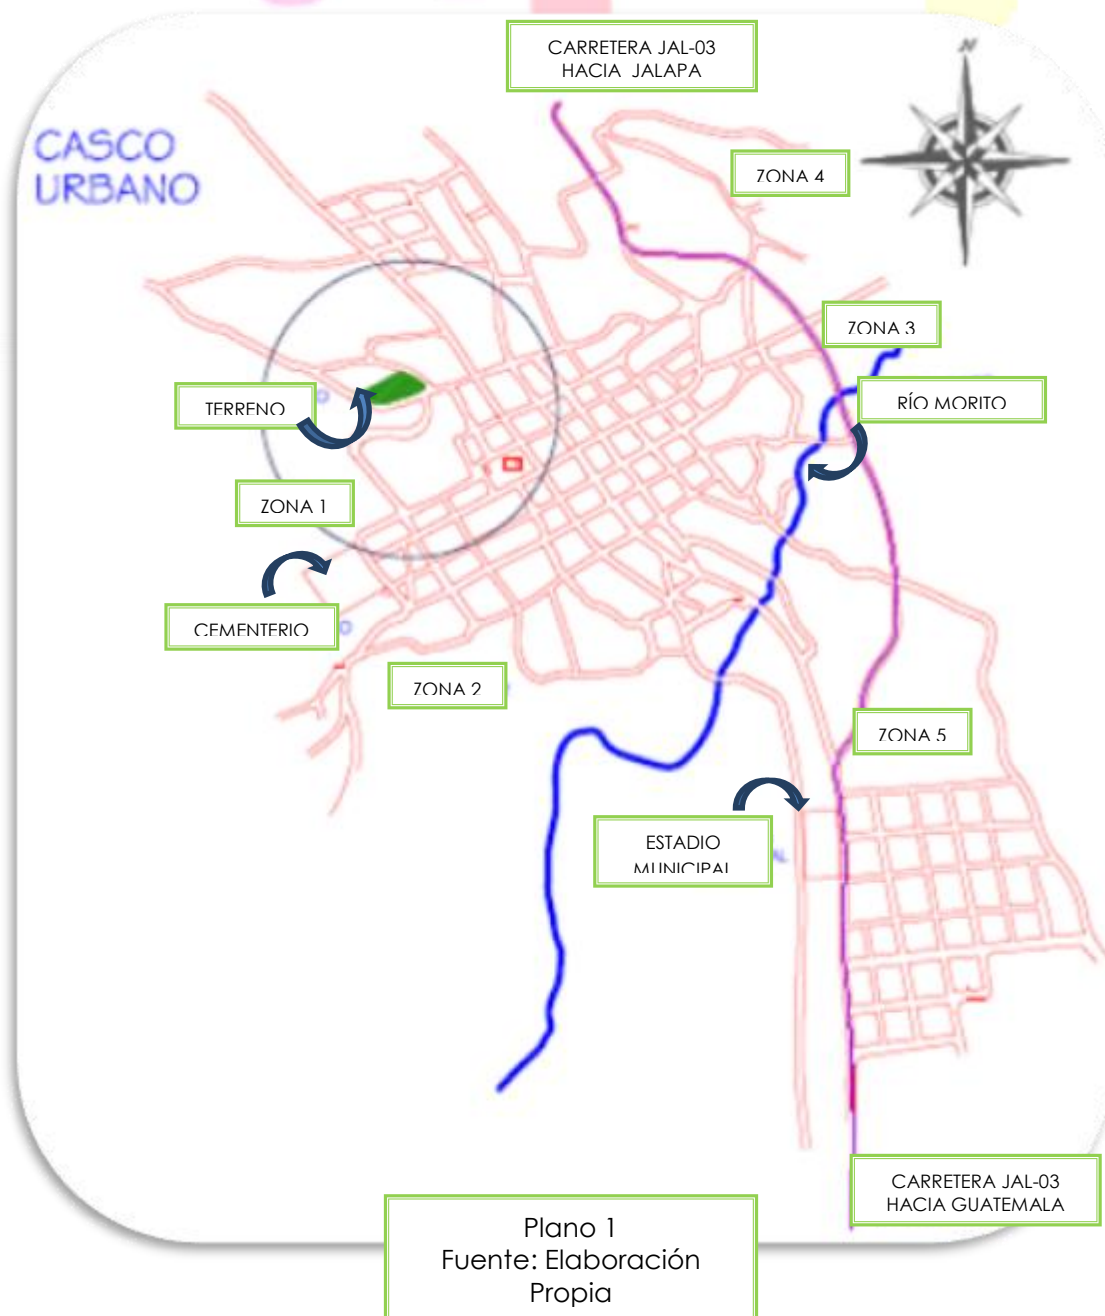 CARRETERA JAL-03
HACIA JALAPA
N
CASCO
URBANO
ZONA 4
ZONA 3
RÍO MORITO
TERRENO
ZONA 1
CEMENTERIO
ZONA 2
ZONA 5
ESTADIO
MUNICIPAL
CARRETERA JAL-03
HACIA GUATEMALA
Plano 1
Fuente: Elaboración
Propia